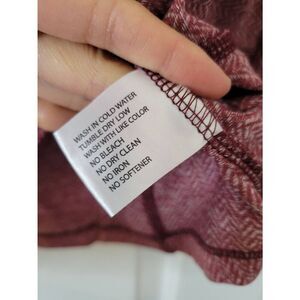 WASH IN COLD WATER
TUMBLE DRY LOW
WASH WITH LIKE COLOR
NO BLEACH
NO DRY CLEAN
NO IRON
NO SOFTENER